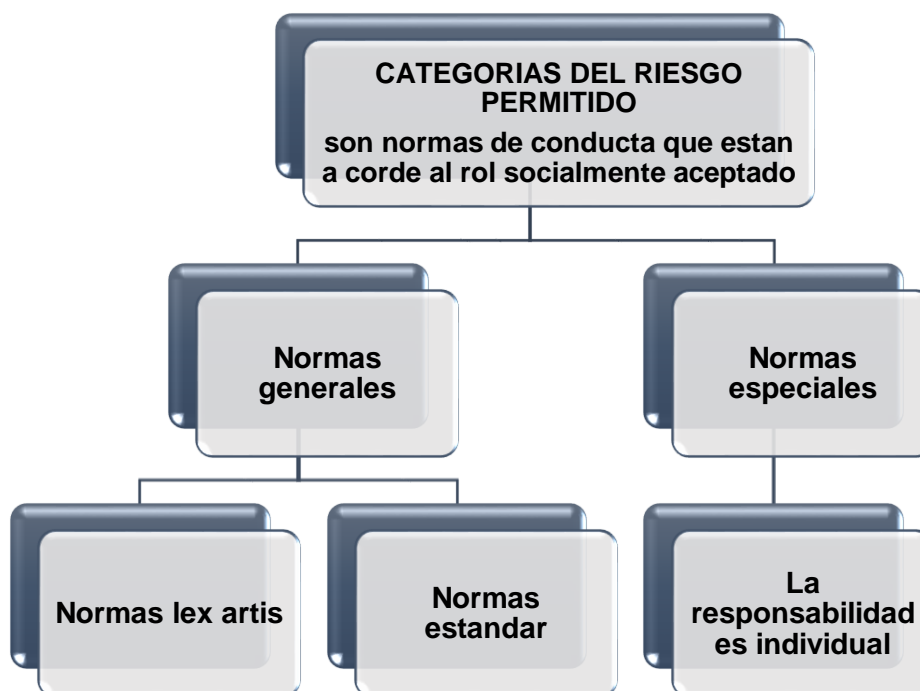 CATEGORIAS DEL RIESGO
PERMITIDO
son normas de conducta que estan
a corde al rol socialmente aceptado
Normas
generales
Normas
especiales
Normas lex artis
Normas
estandar
La
responsabilidad
es individual